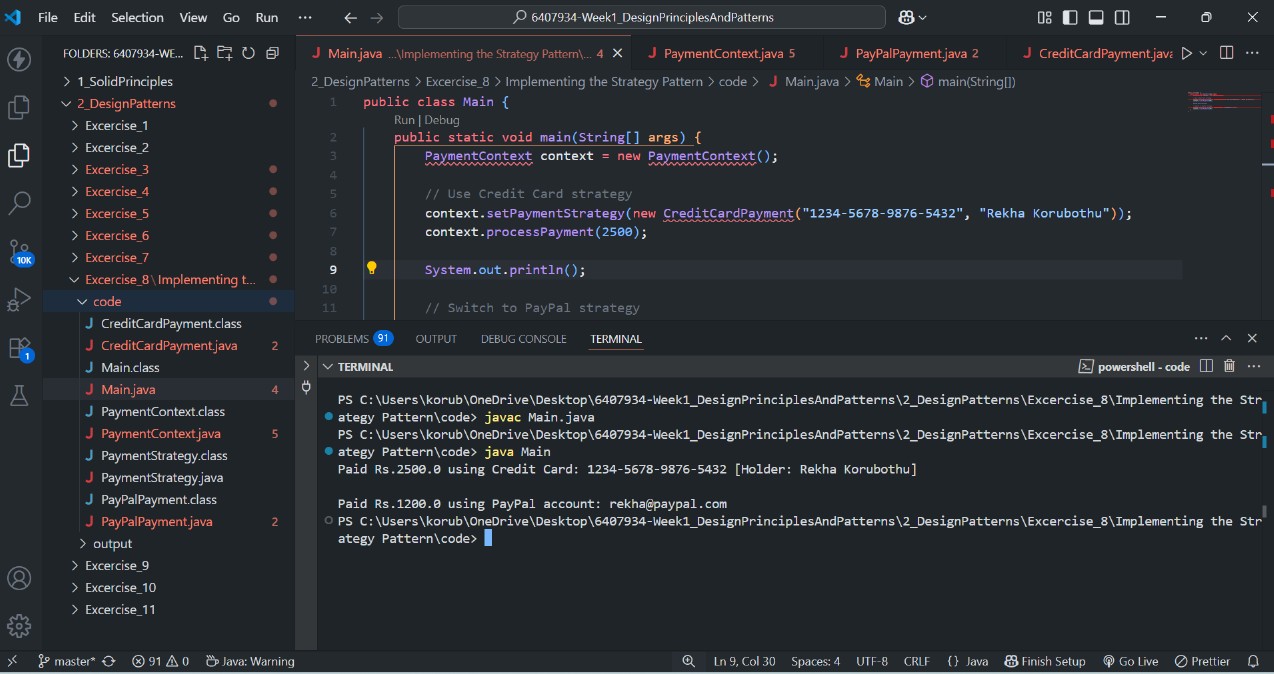 File Edit Selection View Go Run ··· 6407934-Week1_DesignPrinciplesAndPatterns
FOLDERS: 6407934-WE...
1_SolidPrinciples
2_DesignPatterns
Excercise_1
Excercise_2
Excercise_3
Excercise_4
Excercise_5
Excercise_6
Excercise_7
Excercise_8\Implementing t...
code
CreditCardPayment.class
CreditCardPayment.java 2
Main.class
Main.java 4
PaymentContext.class
PaymentContext.java 5
PaymentStrategy.class
PaymentStrategy.java
PayPalPayment.class
PayPalPayment.java 2
output
Excercise_9
Excercise_10
Excercise_11
10K
1
Main.java ...\Implementing the Strategy Pattern\... 4 PaymentContext.java 5 PayPalPayment.java 2 CreditCardPayment.java
2_DesignPatterns > Excercise_8 > Implementing the Strategy Pattern > code > Main.java > Main > main(String[])
1 public class Main {
Run | Debug
2 public static void main(String[] args) {
3 PaymentContext context = new PaymentContext();
4
5 // Use Credit Card strategy
6 context.setPaymentStrategy(new CreditCardPayment("1234-5678-9876-5432", "Rekha Korubothu"));
7 context.processPayment(2500);
8
9 System.out.println();
10
11 // Switch to PayPal strategy
PROBLEMS 91 OUTPUT DEBUG CONSOLE TERMINAL
TERMINAL powershell - code
PS C:\Users\korub\OneDrive\Desktop\6407934-Week1_DesignPrinciplesAndPatterns\2_DesignPatterns\Excercise_8\Implementing the Str
ategy Pattern\code> javac Main.java
PS C:\Users\korub\OneDrive\Desktop\6407934-Week1_DesignPrinciplesAndPatterns\2_DesignPatterns\Excercise_8\Implementing the Str
ategy Pattern\code> java Main
Paid Rs.2500.0 using Credit Card: 1234-5678-9876-5432 [Holder: Rekha Korubothu]
Paid Rs.1200.0 using PayPal account: rekha@paypal.com
PS C:\Users\korub\OneDrive\Desktop\6407934-Week1_DesignPrinciplesAndPatterns\2_DesignPatterns\Excercise_8\Implementing the Str
ategy Pattern\code>
master* 91 0 Java: Warning Ln 9, Col 30 Spaces: 4 UTF-8 CRLF {} Java Finish Setup Go Live Prettier